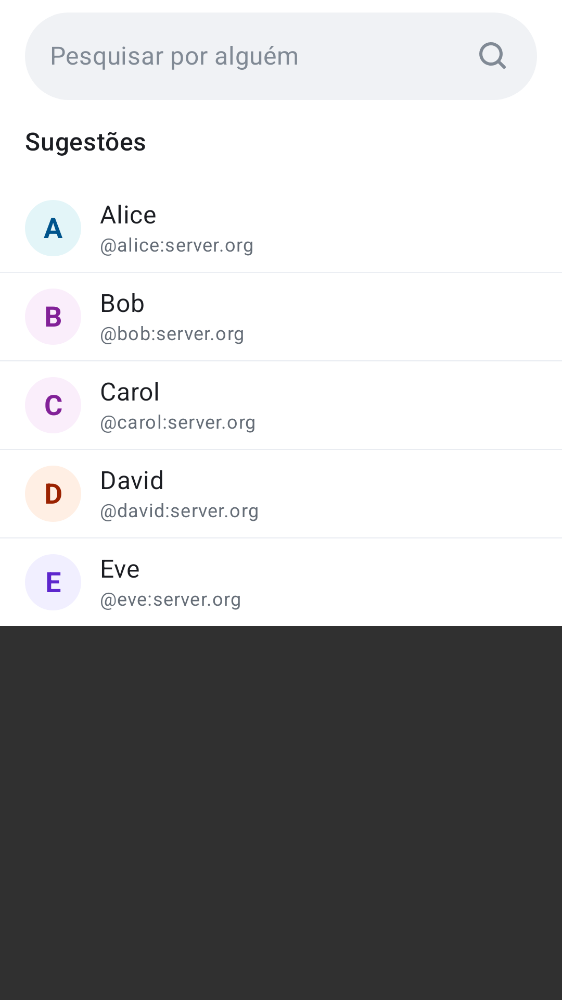 Pesquisar por alguém
Sugestões
A
Alice
@alice:server.org
B
Bob
@bob:server.org
C
Carol
@carol:server.org
D
David
@david:server.org
E
Eve
@eve:server.org